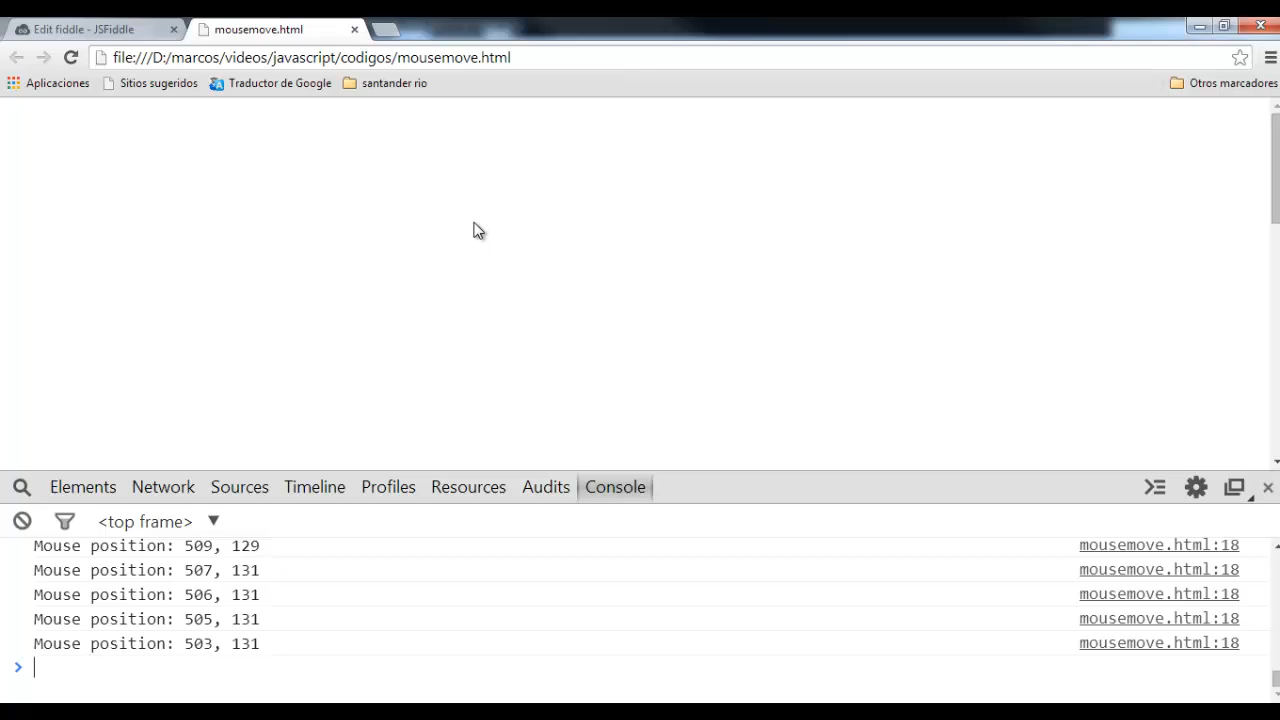 Edit fiddle - JSFiddle
mousemove.html
file:///D:/marcos/videos/javascript/codigos/mousemove.html
Aplicaciones Sitios sugeridos Traductor de Google santander rio Otros marcadores
Elements Network Sources Timeline Profiles Resources Audits Console
<top frame>
Mouse position: 509, 129 mousemove.html:18
Mouse position: 507, 131 mousemove.html:18
Mouse position: 506, 131 mousemove.html:18
Mouse position: 505, 131 mousemove.html:18
Mouse position: 503, 131 mousemove.html:18